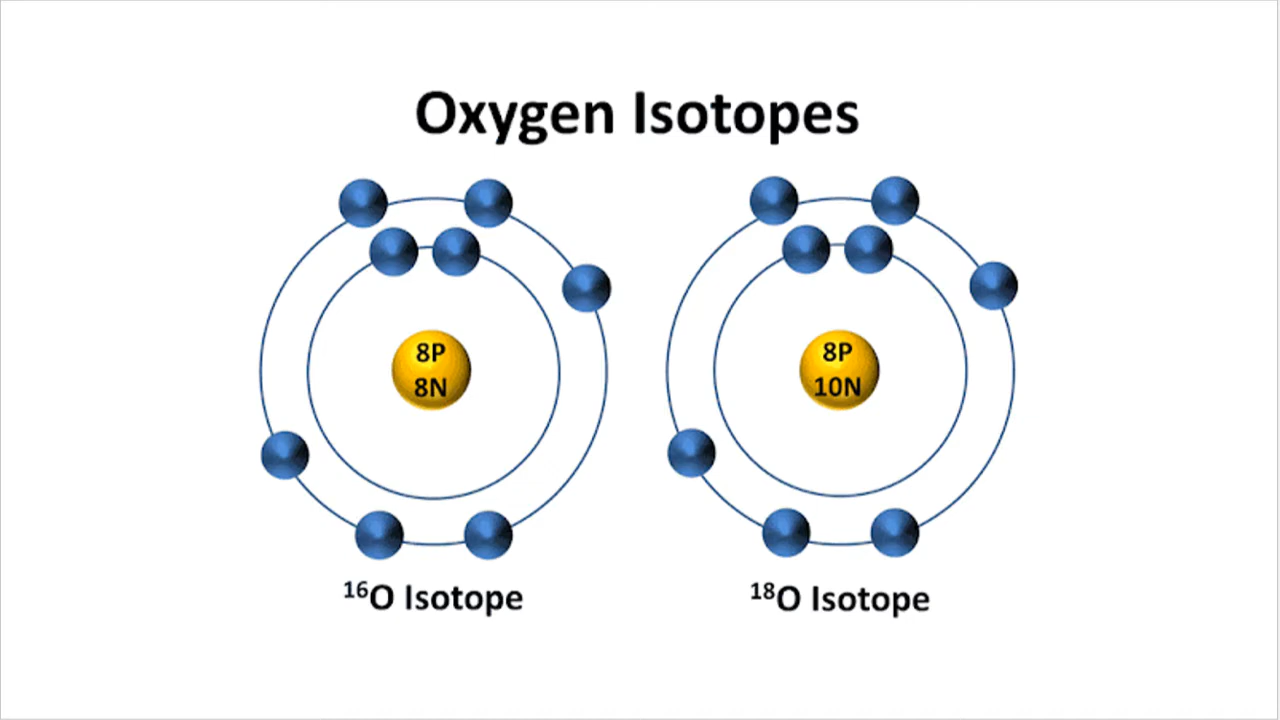 Oxygen Isotopes
8P
8N
8P
10N
¹⁶O Isotope
¹⁸O Isotope